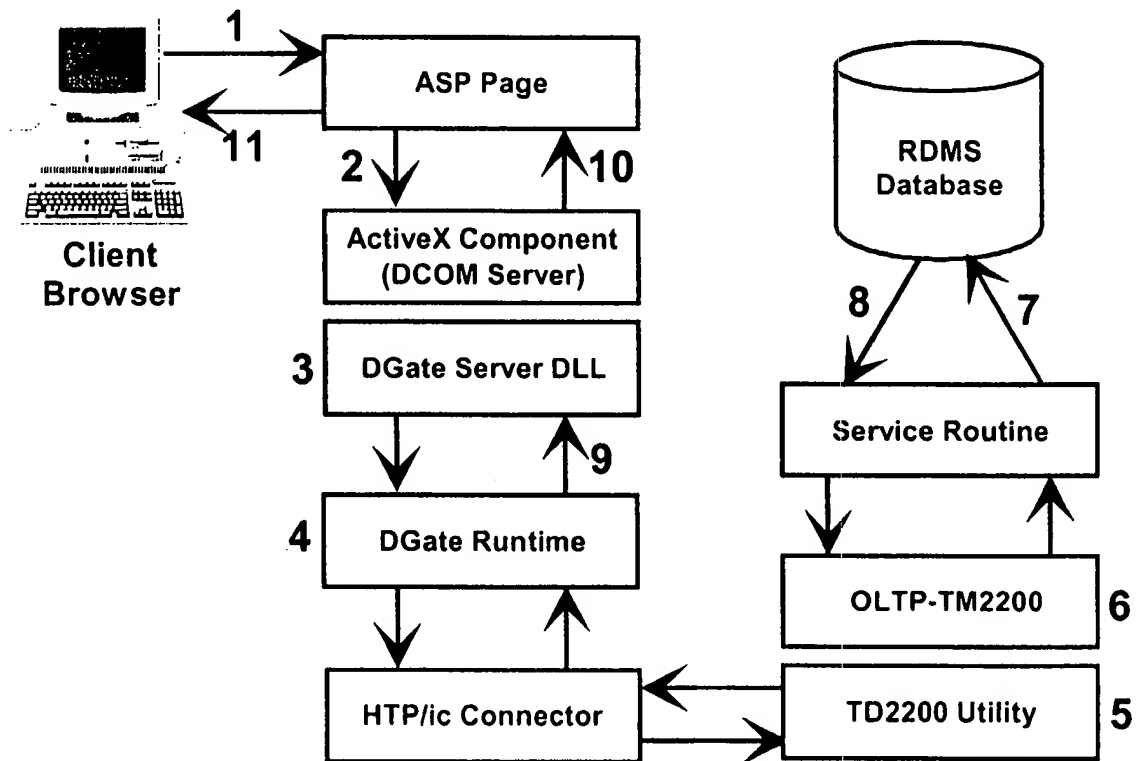 1
ASP Page
11
2
10
RDMS
Database
Client
Browser
ActiveX Component
(DCOM Server)
8
7
3
DGate Server DLL
Service Routine
9
4
DGate Runtime
OLTP-TM2200
6
HTP/ic Connector
TD2200 Utility
5